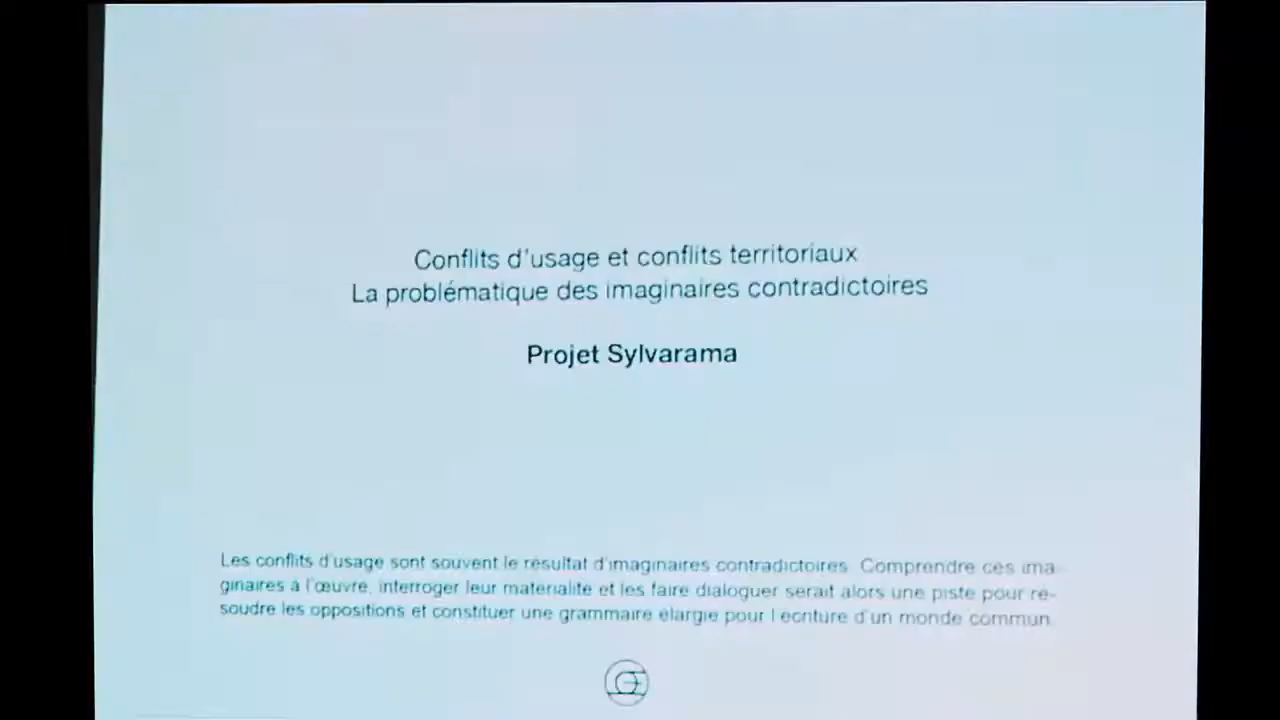 Conflits d'usage et conflits territoriaux
La problématique des imaginaires contradictoires
Projet Sylvarama
Les conflits d'usage sont souvent le résultat d'imaginaires contradictoires. Comprendre ces ima-
ginaires à l'œuvre, interroger leur matérialité et les faire dialoguer serait alors une piste pour ré-
soudre les oppositions et constituer une grammaire élargie pour l'écriture d'un monde commun.